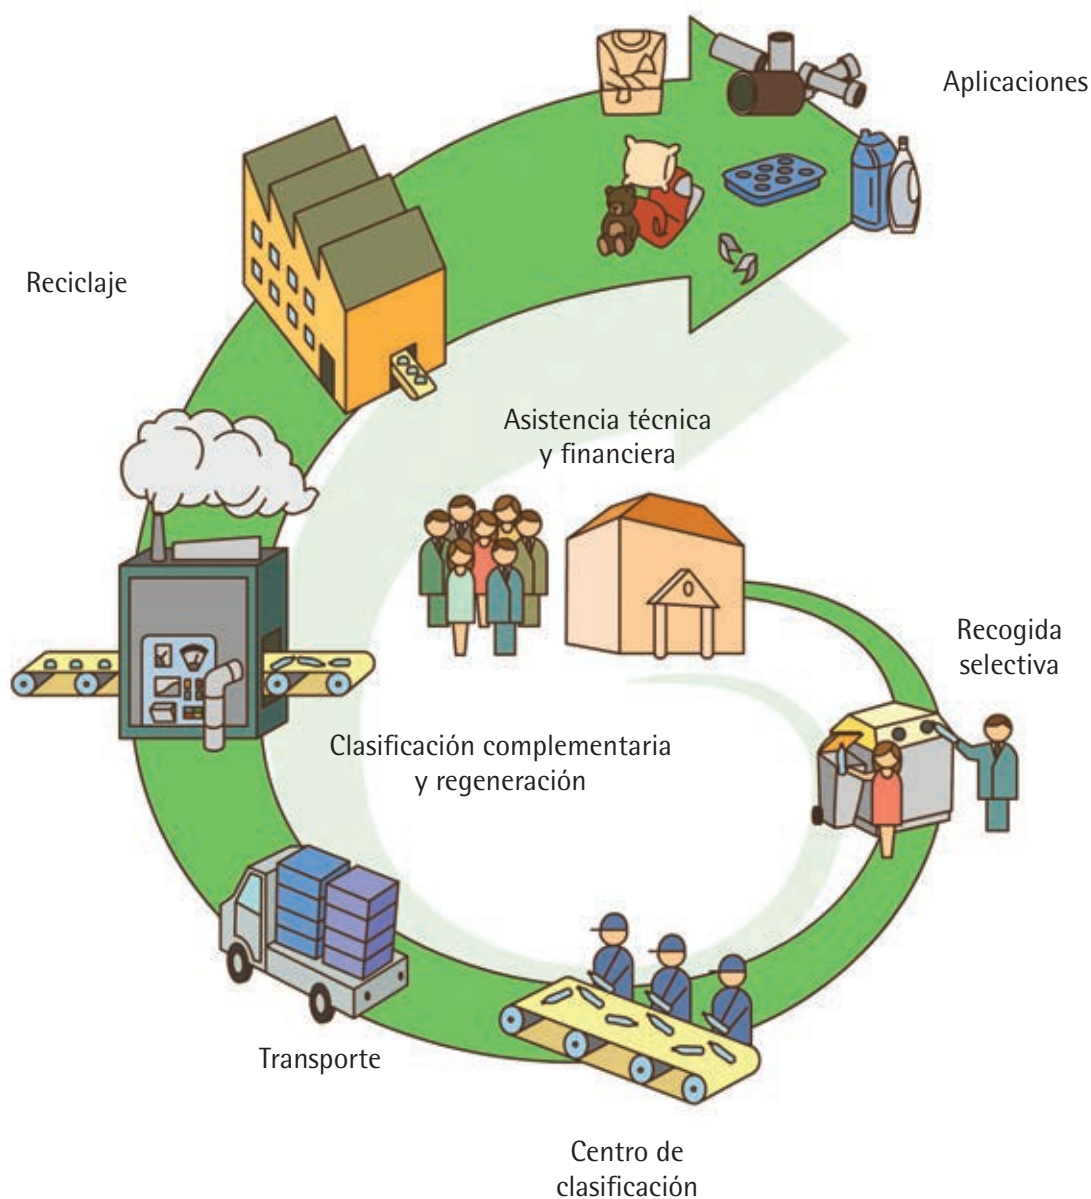 Aplicaciones
Reciclaje
Asistencia técnica
y financiera
Recogida
selectiva
Clasificación complementaria
y regeneración
Transporte
Centro de
clasificación